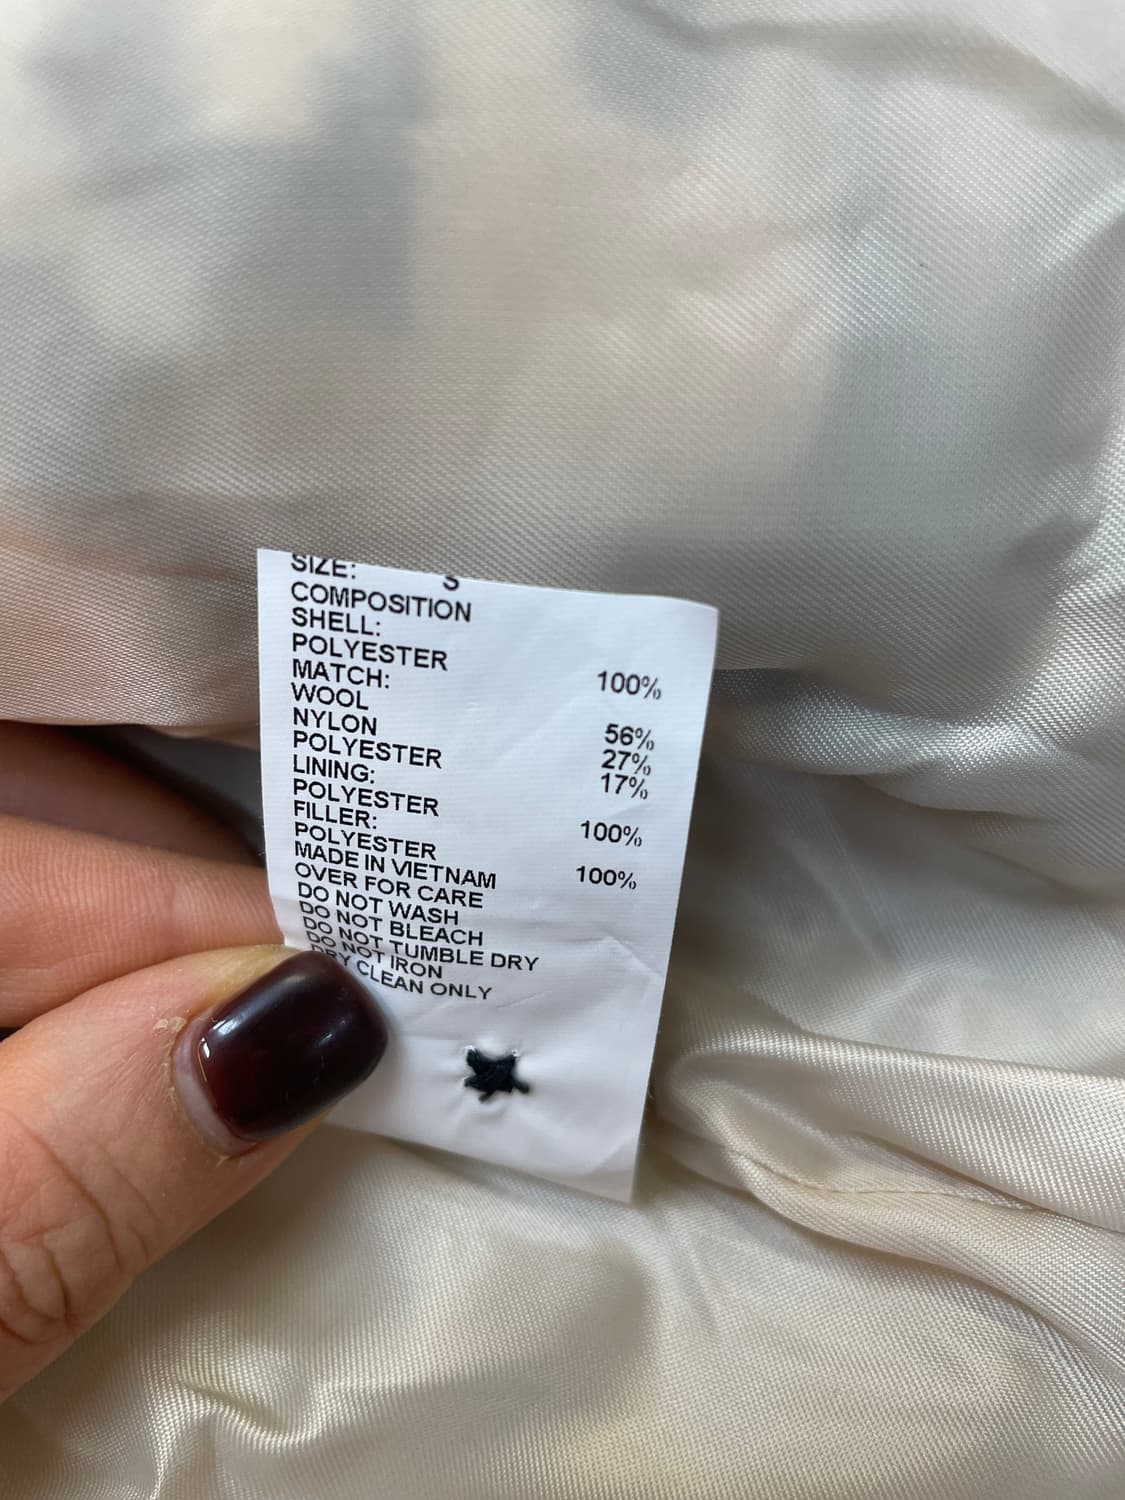 SIZE: S
COMPOSITION
SHELL:
POLYESTER 100%
MATCH:
WOOL 56%
NYLON 27%
POLYESTER 17%
LINING:
POLYESTER 100%
FILLER:
POLYESTER 100%
MADE IN VIETNAM
OVER FOR CARE
DO NOT WASH
DO NOT BLEACH
DO NOT TUMBLE DRY
DO NOT IRON
DRY CLEAN ONLY